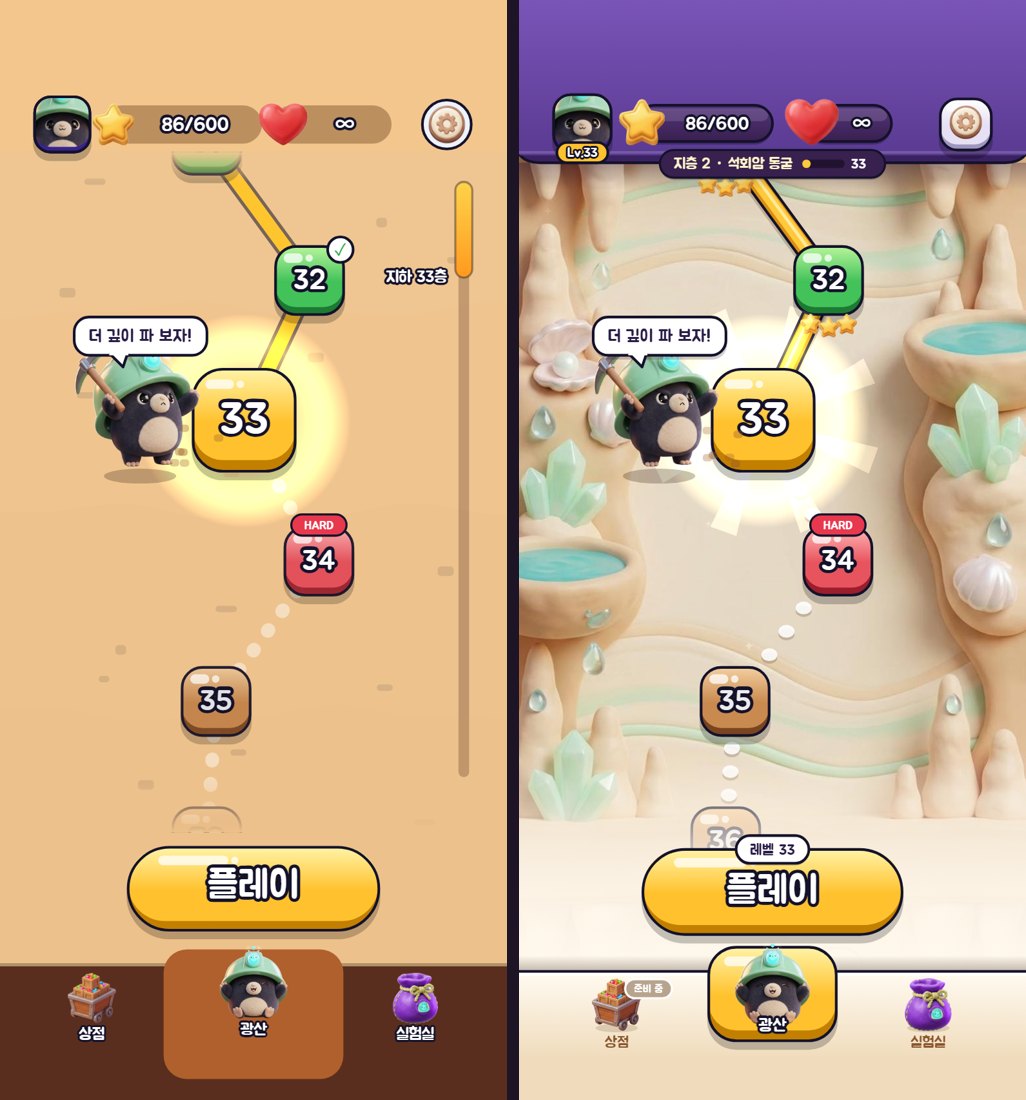 86/600
∞
32
지하 33층
더 깊이 파 보자!
33
HARD
34
35
플레이
상점
광산
실험실
86/600
∞
Lv.33
지층 2 · 석회암 동굴
33
32
더 깊이 파 보자!
33
HARD
34
35
36
레벨 33
플레이
준비 중
상점
광산
실험실